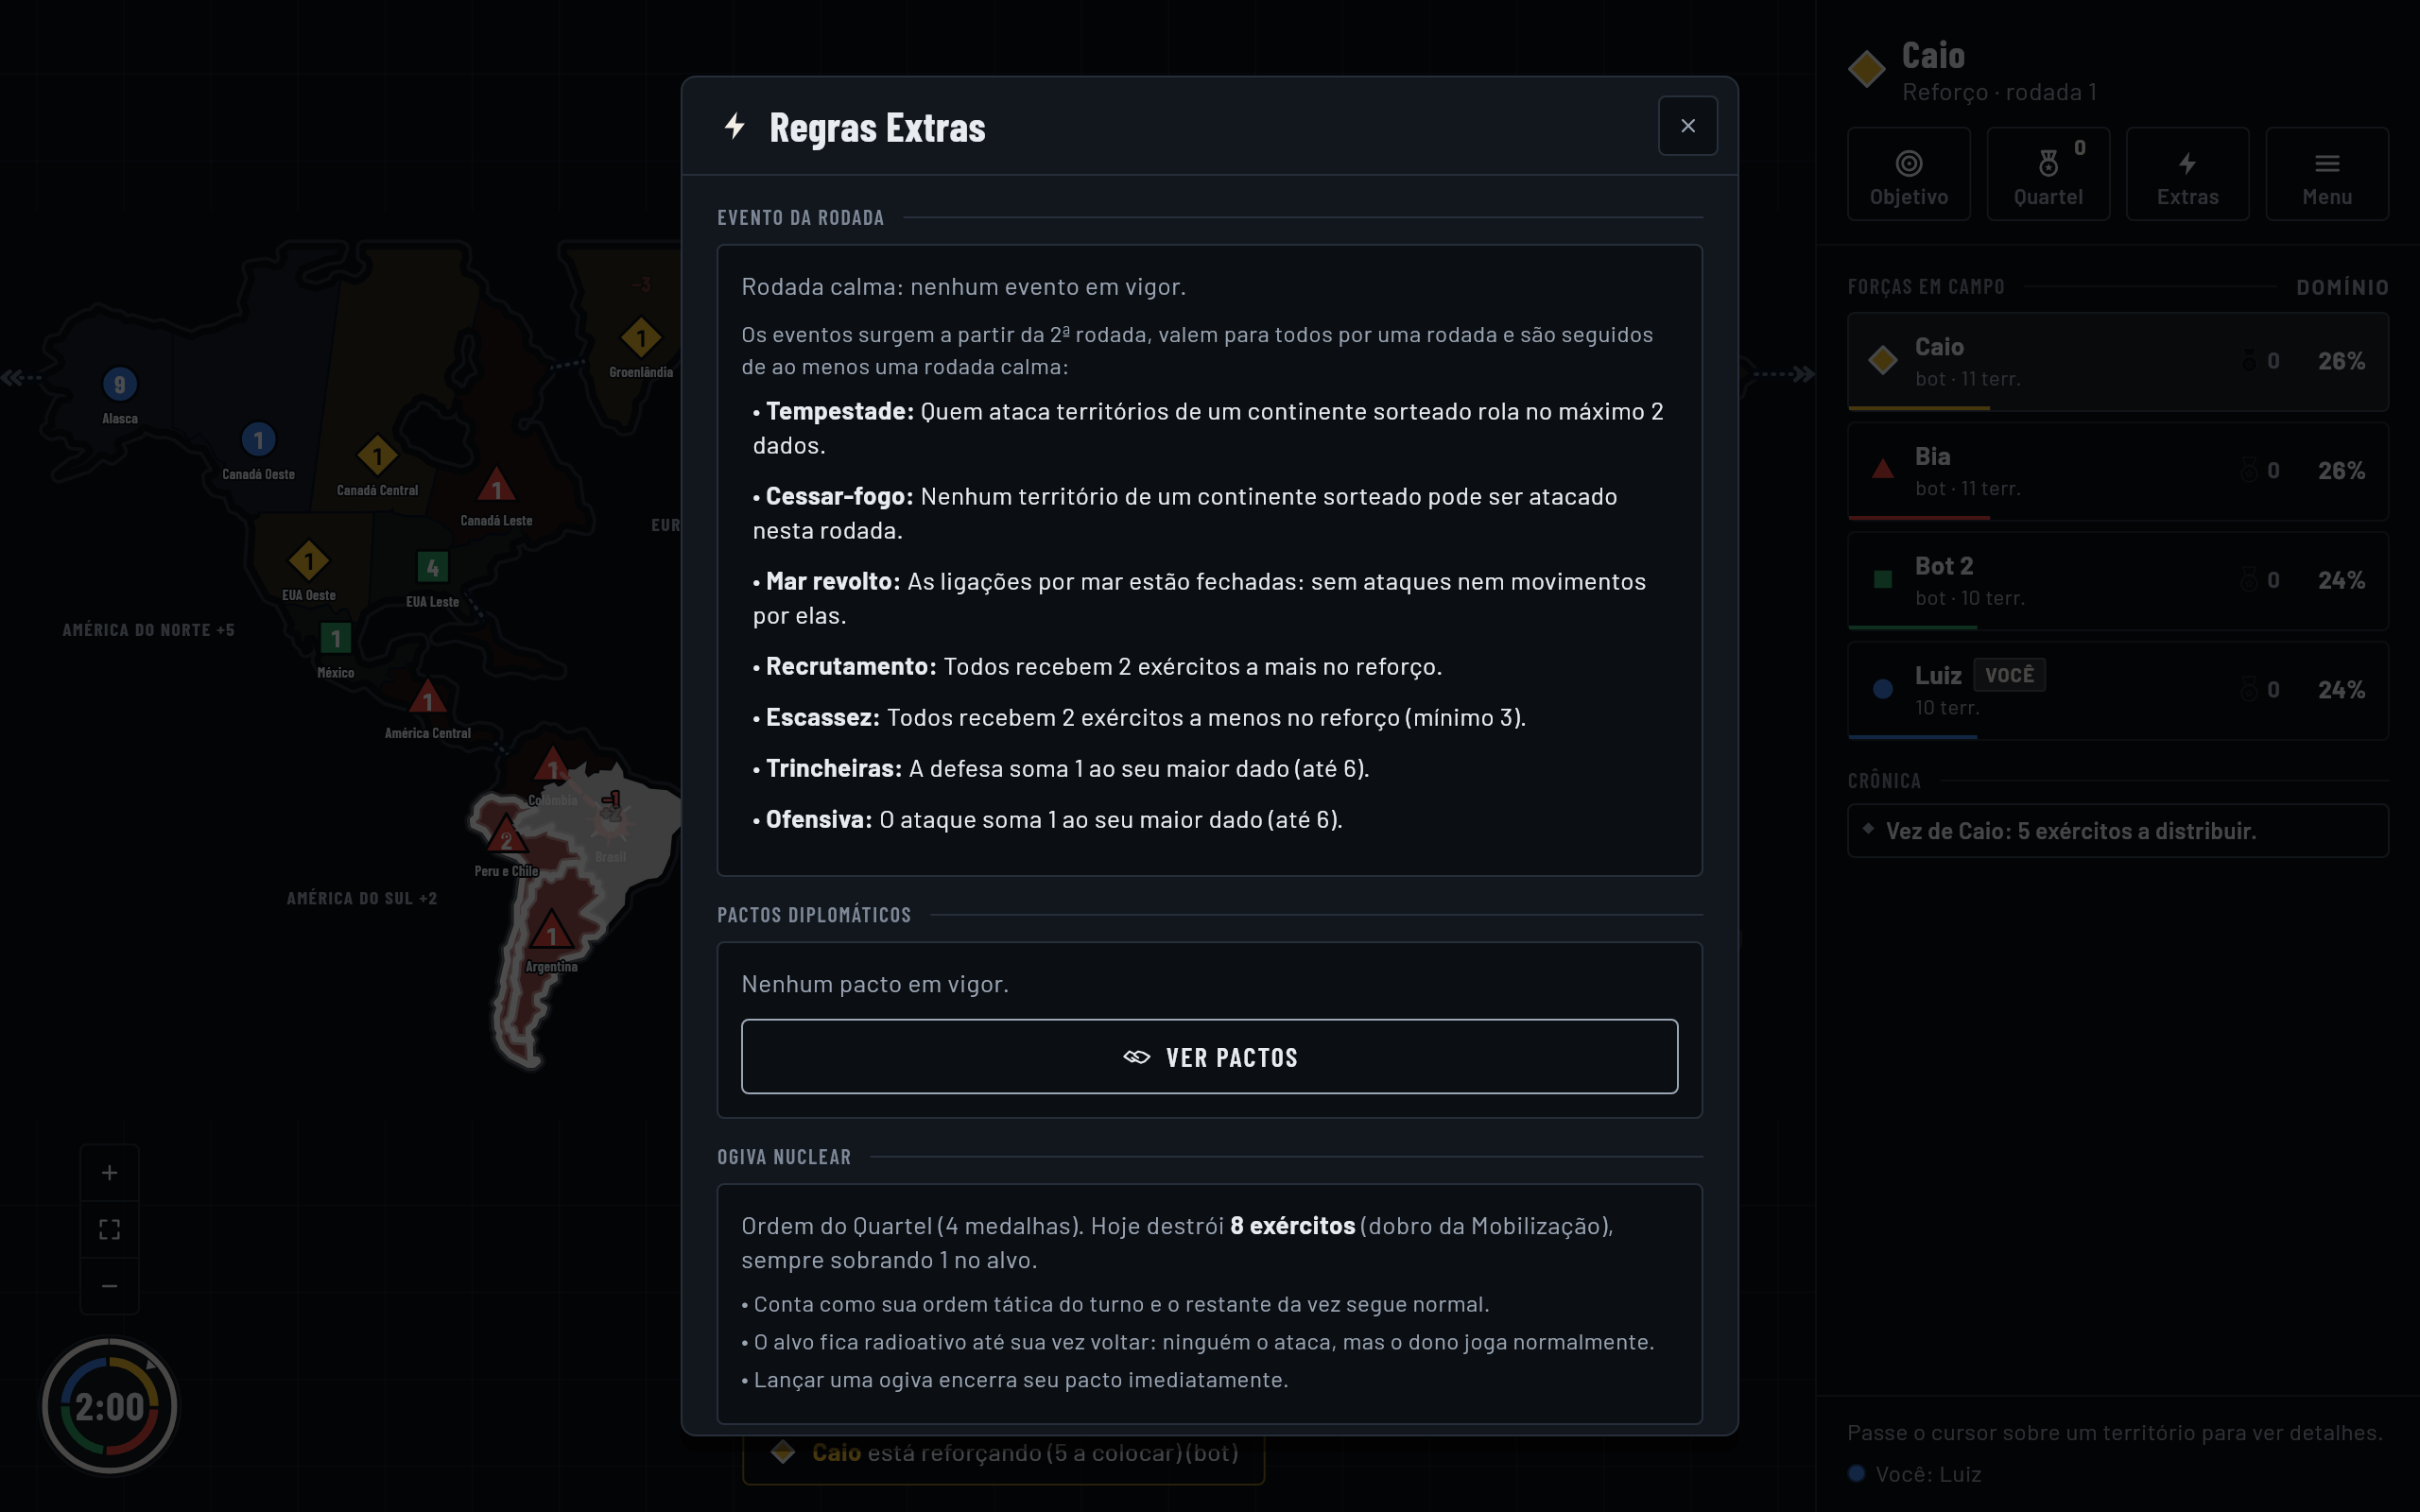 Regras Extras
EVENTO DA RODADA
Rodada calma: nenhum evento em vigor.
Os eventos surgem a partir da 2ª rodada, valem para todos por uma rodada e são seguidos
de ao menos uma rodada calma:
• Tempestade: Quem ataca territórios de um continente sorteado rola no máximo 2
dados.
• Cessar-fogo: Nenhum território de um continente sorteado pode ser atacado
nesta rodada.
• Mar revolto: As ligações por mar estão fechadas: sem ataques nem movimentos
por elas.
• Recrutamento: Todos recebem 2 exércitos a mais no reforço.
• Escassez: Todos recebem 2 exércitos a menos no reforço (mínimo 3).
• Trincheiras: A defesa soma 1 ao seu maior dado (até 6).
• Ofensiva: O ataque soma 1 ao seu maior dado (até 6).
PACTOS DIPLOMÁTICOS
Nenhum pacto em vigor.
VER PACTOS
OGIVA NUCLEAR
Ordem do Quartel (4 medalhas). Hoje destrói 8 exércitos (dobro da Mobilização),
sempre sobrando 1 no alvo.
• Conta como sua ordem tática do turno e o restante da vez segue normal.
• O alvo fica radioativo até sua vez voltar: ninguém o ataca, mas o dono joga normalmente.
• Lançar uma ogiva encerra seu pacto imediatamente.
Caio está reforçando (5 a colocar) (bot)
-3
1
Groenlândia
9
Alasca
1
Canadá Oeste
1
Canadá Central
1
Canadá Leste
EUR
1
EUA Oeste
4
EUA Leste
AMÉRICA DO NORTE +5
1
México
1
América Central
1
Colômbia
-1
Brasil
2
Peru e Chile
AMÉRICA DO SUL +2
1
Argentina
2:00
Caio
Reforço · rodada 1
Objetivo
0
Quartel
Extras
Menu
FORÇAS EM CAMPO
DOMÍNIO
Caio
bot · 11 terr.
0
26%
Bia
bot · 11 terr.
0
26%
Bot 2
bot · 10 terr.
0
24%
Luiz VOCÊ
10 terr.
0
24%
CRÔNICA
Vez de Caio: 5 exércitos a distribuir.
Passe o cursor sobre um território para ver detalhes.
Você: Luiz